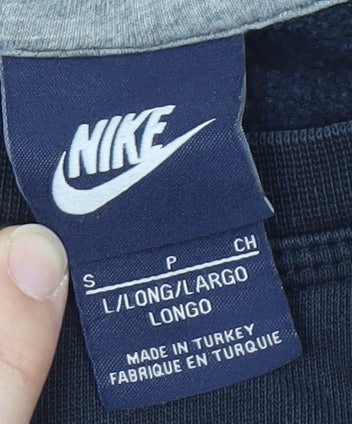 NIKE
S P CH
L/LONG/LARGO
LONGO
MADE IN TURKEY
FABRIQUE EN TURQUIE